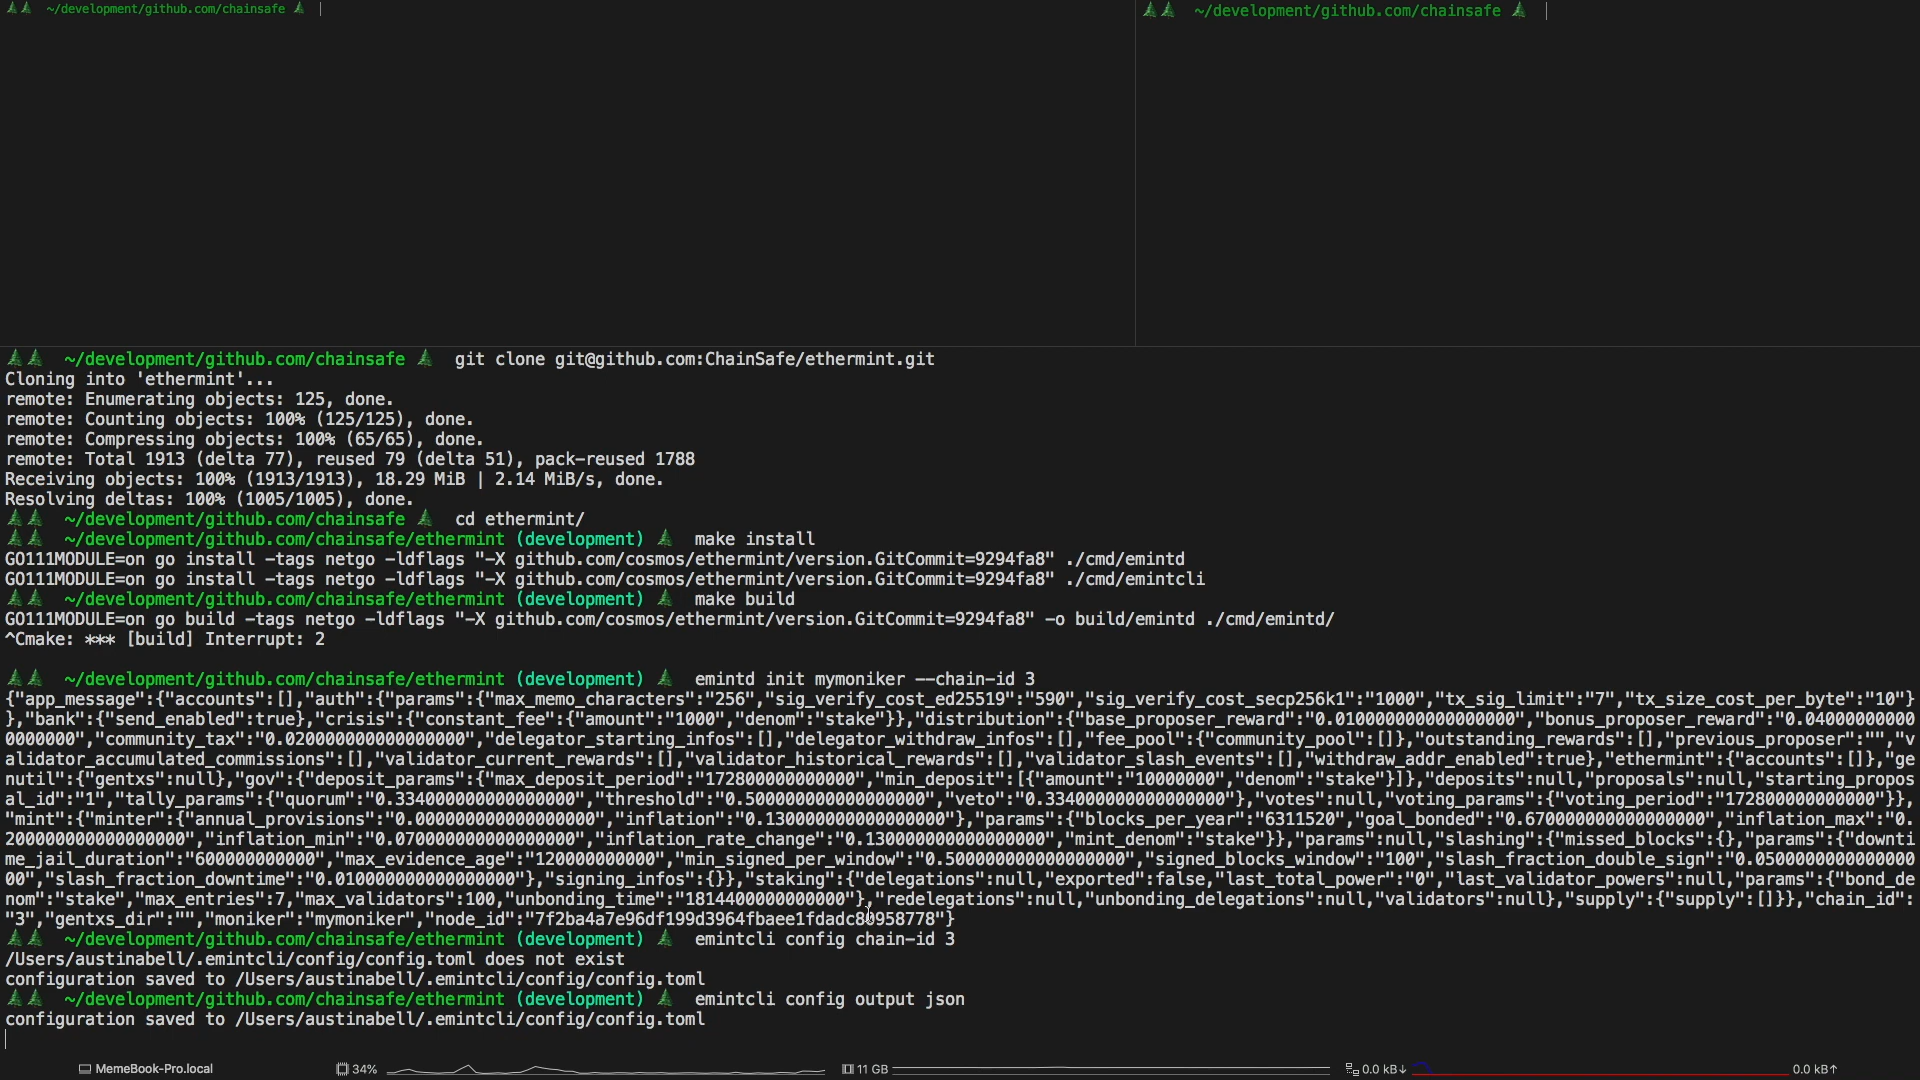 ~/development/github.com/chainsafe
~/development/github.com/chainsafe
~/development/github.com/chainsafe git clone git@github.com:ChainSafe/ethermint.git
Cloning into 'ethermint'...
remote: Enumerating objects: 125, done.
remote: Counting objects: 100% (125/125), done.
remote: Compressing objects: 100% (65/65), done.
remote: Total 1913 (delta 77), reused 79 (delta 51), pack-reused 1788
Receiving objects: 100% (1913/1913), 18.29 MiB | 2.14 MiB/s, done.
Resolving deltas: 100% (1005/1005), done.
~/development/github.com/chainsafe cd ethermint/
~/development/github.com/chainsafe/ethermint (development) make install
GO111MODULE=on go install -tags netgo -ldflags "-X github.com/cosmos/ethermint/version.GitCommit=9294fa8" ./cmd/emintd
GO111MODULE=on go install -tags netgo -ldflags "-X github.com/cosmos/ethermint/version.GitCommit=9294fa8" ./cmd/emintcli
~/development/github.com/chainsafe/ethermint (development) make build
GO111MODULE=on go build -tags netgo -ldflags "-X github.com/cosmos/ethermint/version.GitCommit=9294fa8" -o build/emintd ./cmd/emintd/
^Cmake: *** [build] Interrupt: 2
~/development/github.com/chainsafe/ethermint (development) emintd init mymoniker --chain-id 3
{"app_message":{"accounts":[],"auth":{"params":{"max_memo_characters":"256","sig_verify_cost_ed25519":"590","sig_verify_cost_secp256k1":"1000","tx_sig_limit":"7","tx_size_cost_per_byte":"10"}
},"bank":{"send_enabled":true},"crisis":{"constant_fee":{"amount":"1000","denom":"stake"}},"distribution":{"base_proposer_reward":"0.010000000000000000","bonus_proposer_reward":"0.04000000000
0000000","community_tax":"0.020000000000000000","delegator_starting_infos":[],"delegator_withdraw_infos":[],"fee_pool":{"community_pool":[]},"outstanding_rewards":[],"previous_proposer":"","v
alidator_accumulated_commissions":[],"validator_current_rewards":[],"validator_historical_rewards":[],"validator_slash_events":[],"withdraw_addr_enabled":true},"ethermint":{"accounts":[]},"ge
nutil":{"gentxs":null},"gov":{"deposit_params":{"max_deposit_period":"172800000000000","min_deposit":[{"amount":"10000000","denom":"stake"}]},"deposits":null,"proposals":null,"starting_propos
al_id":"1","tally_params":{"quorum":"0.334000000000000000","threshold":"0.500000000000000000","veto":"0.334000000000000000"},"votes":null,"voting_params":{"voting_period":"172800000000000"}},
"mint":{"minter":{"annual_provisions":"0.000000000000000000","inflation":"0.130000000000000000"},"params":{"blocks_per_year":"6311520","goal_bonded":"0.670000000000000000","inflation_max":"0.
200000000000000000","inflation_min":"0.070000000000000000","inflation_rate_change":"0.130000000000000000","mint_denom":"stake"}},"params":null,"slashing":{"missed_blocks":{},"params":{"downti
me_jail_duration":"600000000000","max_evidence_age":"120000000000","min_signed_per_window":"0.500000000000000000","signed_blocks_window":"100","slash_fraction_double_sign":"0.0500000000000000
00","slash_fraction_downtime":"0.010000000000000000"},"signing_infos":{}},"staking":{"delegations":null,"exported":false,"last_total_power":"0","last_validator_powers":null,"params":{"bond_de
nom":"stake","max_entries":7,"max_validators":100,"unbonding_time":"1814400000000000"},"redelegations":null,"unbonding_delegations":null,"validators":null},"supply":{"supply":[]}},"chain_id":
"3","gentxs_dir":"","moniker":"mymoniker","node_id":"7f2ba4a7e96df199d3964fbaee1fdadc80958778"}
~/development/github.com/chainsafe/ethermint (development) emintcli config chain-id 3
/Users/austinabell/.emintcli/config/config.toml does not exist
configuration saved to /Users/austinabell/.emintcli/config/config.toml
~/development/github.com/chainsafe/ethermint (development) emintcli config output json
configuration saved to /Users/austinabell/.emintcli/config/config.toml
MemeBook-Pro.local 34% 11 GB 0.0 kB↓ 0.0 kB↑